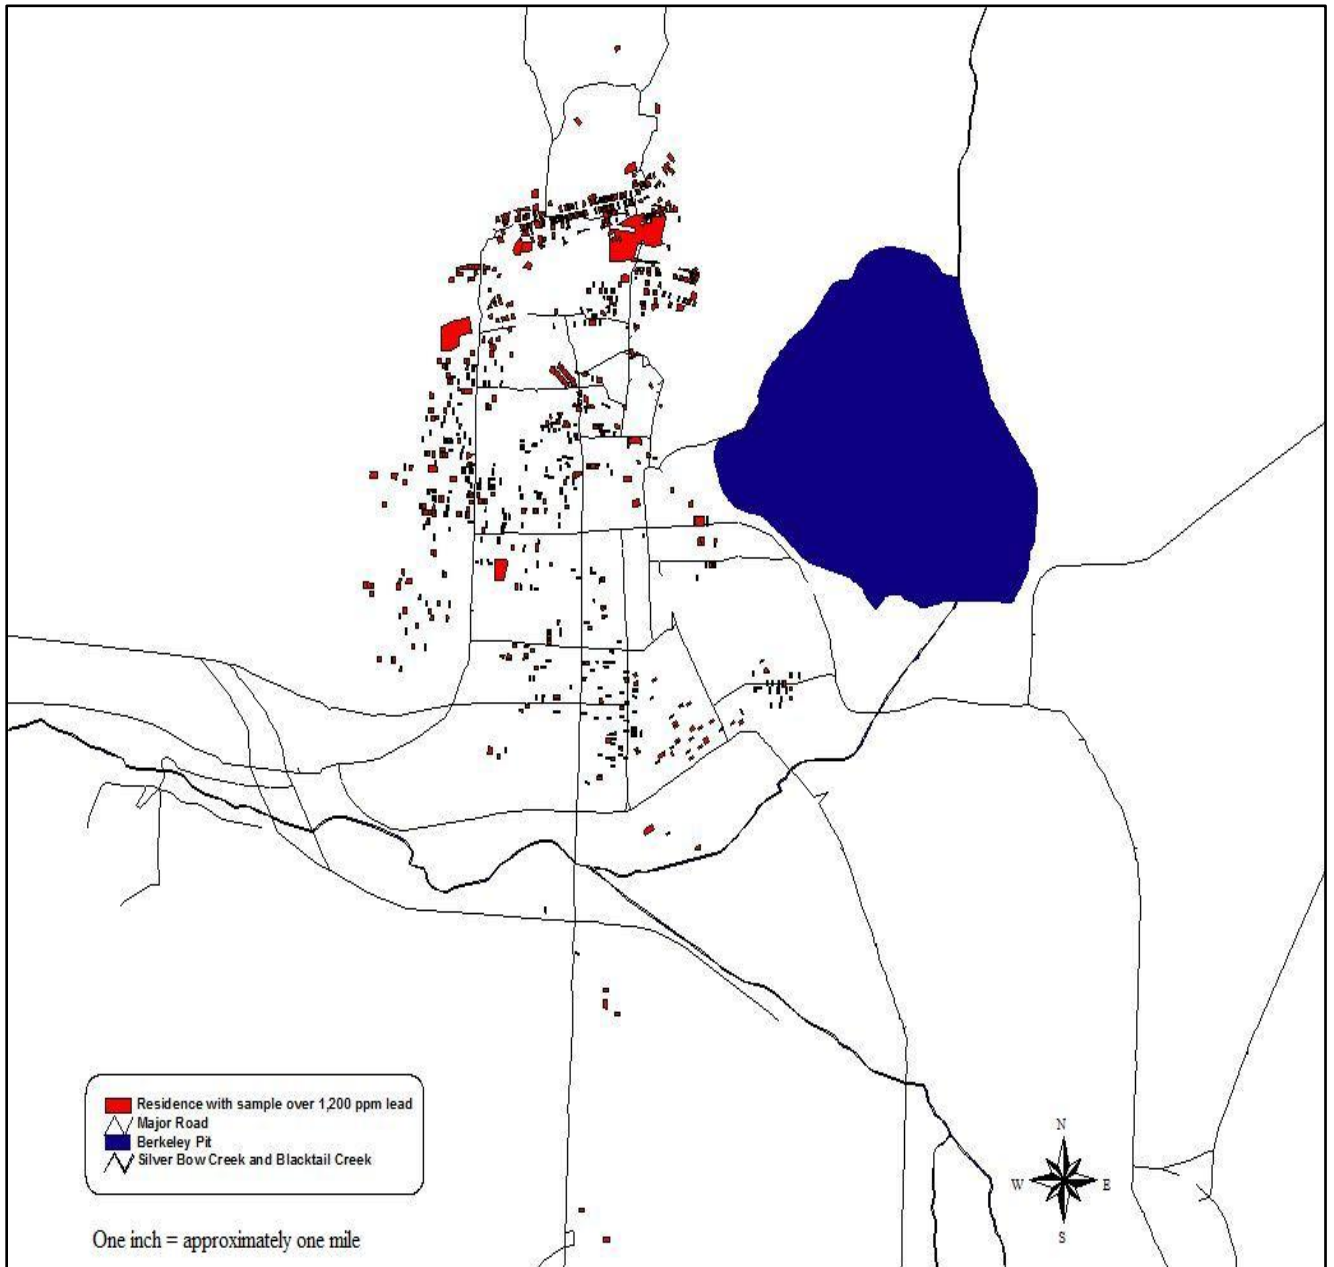 Residence with sample over 1,200 ppm lead
Major Road
Berkeley Pit
Silver Bow Creek and Blacktail Creek
N
W E
S
One inch = approximately one mile